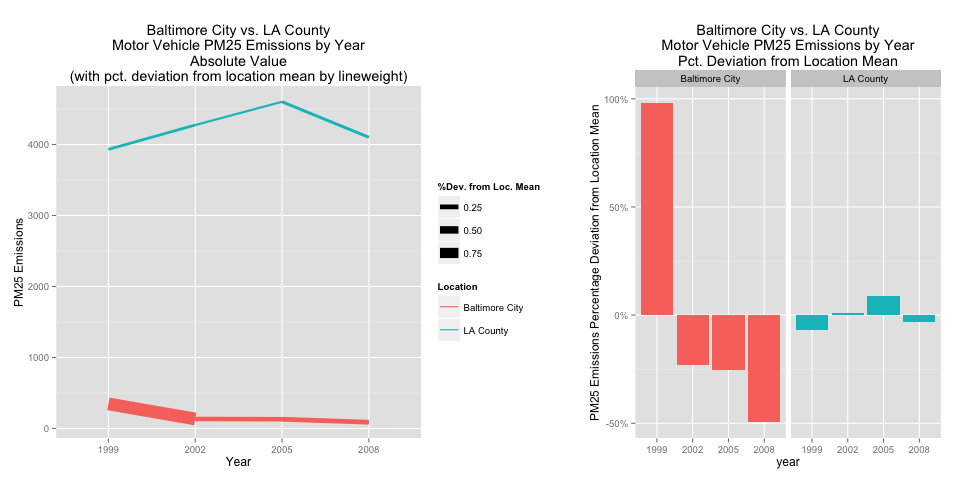 Baltimore City vs. LA County
Motor Vehicle PM25 Emissions by Year
Absolute Value
(with pct. deviation from location mean by lineweight)
PM25 Emissions
4000
3000
2000
1000
0
1999 2002 2005 2008
Year
%Dev. from Loc. Mean
0.25
0.50
0.75
Location
Baltimore City
LA County
Baltimore City vs. LA County
Motor Vehicle PM25 Emissions by Year
Pct. Deviation from Location Mean
Baltimore City LA County
PM25 Emissions Percentage Deviation from Location Mean
100%
50%
0%
-50%
1999 2002 2005 2008 1999 2002 2005 2008
year